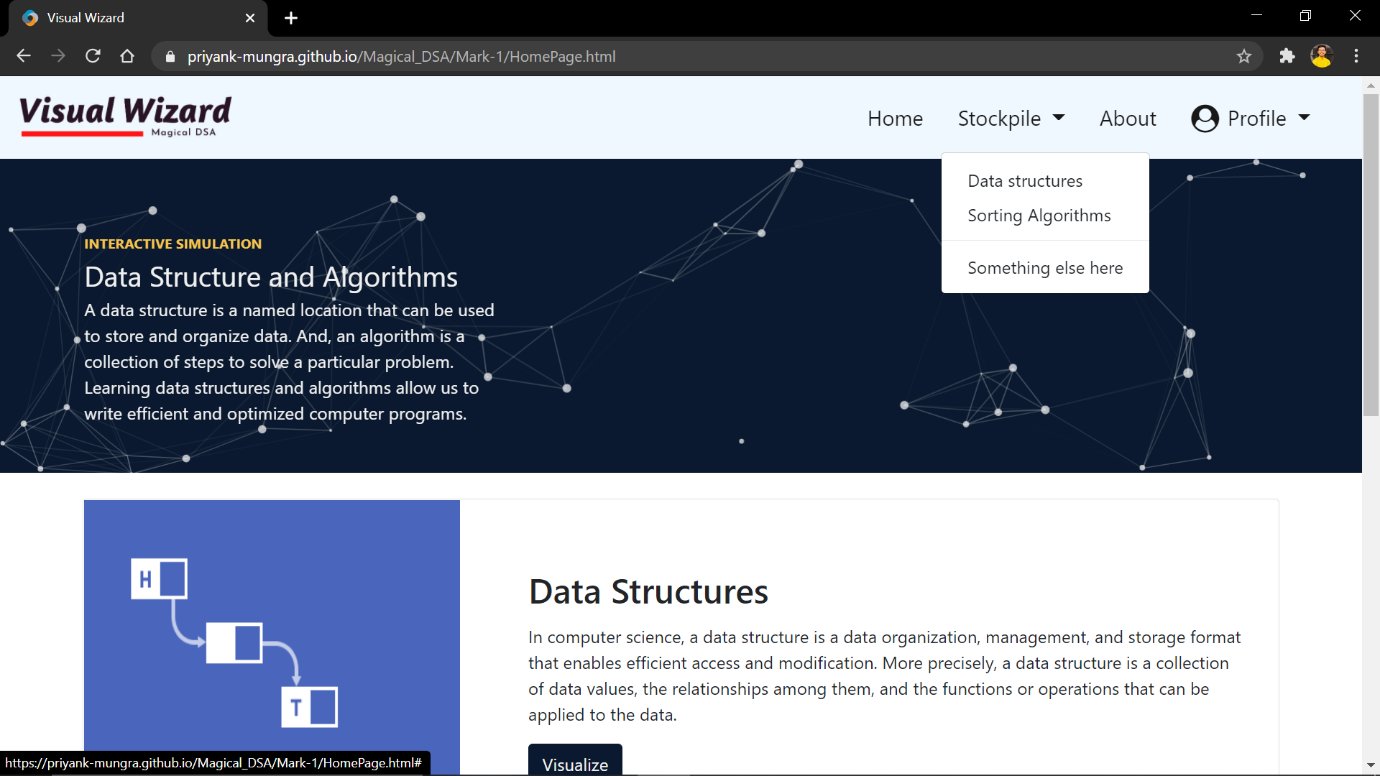 Visual Wizard
priyank-mungra.github.io/Magical_DSA/Mark-1/HomePage.html
Visual Wizard
Magical DSA
Home Stockpile About Profile
Data structures
Sorting Algorithms
Something else here
INTERACTIVE SIMULATION
Data Structure and Algorithms
A data structure is a named location that can be used
to store and organize data. And, an algorithm is a
collection of steps to solve a particular problem.
Learning data structures and algorithms allow us to
write efficient and optimized computer programs.
H
T
Data Structures
In computer science, a data structure is a data organization, management, and storage format
that enables efficient access and modification. More precisely, a data structure is a collection
of data values, the relationships among them, and the functions or operations that can be
applied to the data.
Visualize
https://priyank-mungra.github.io/Magical_DSA/Mark-1/HomePage.html#